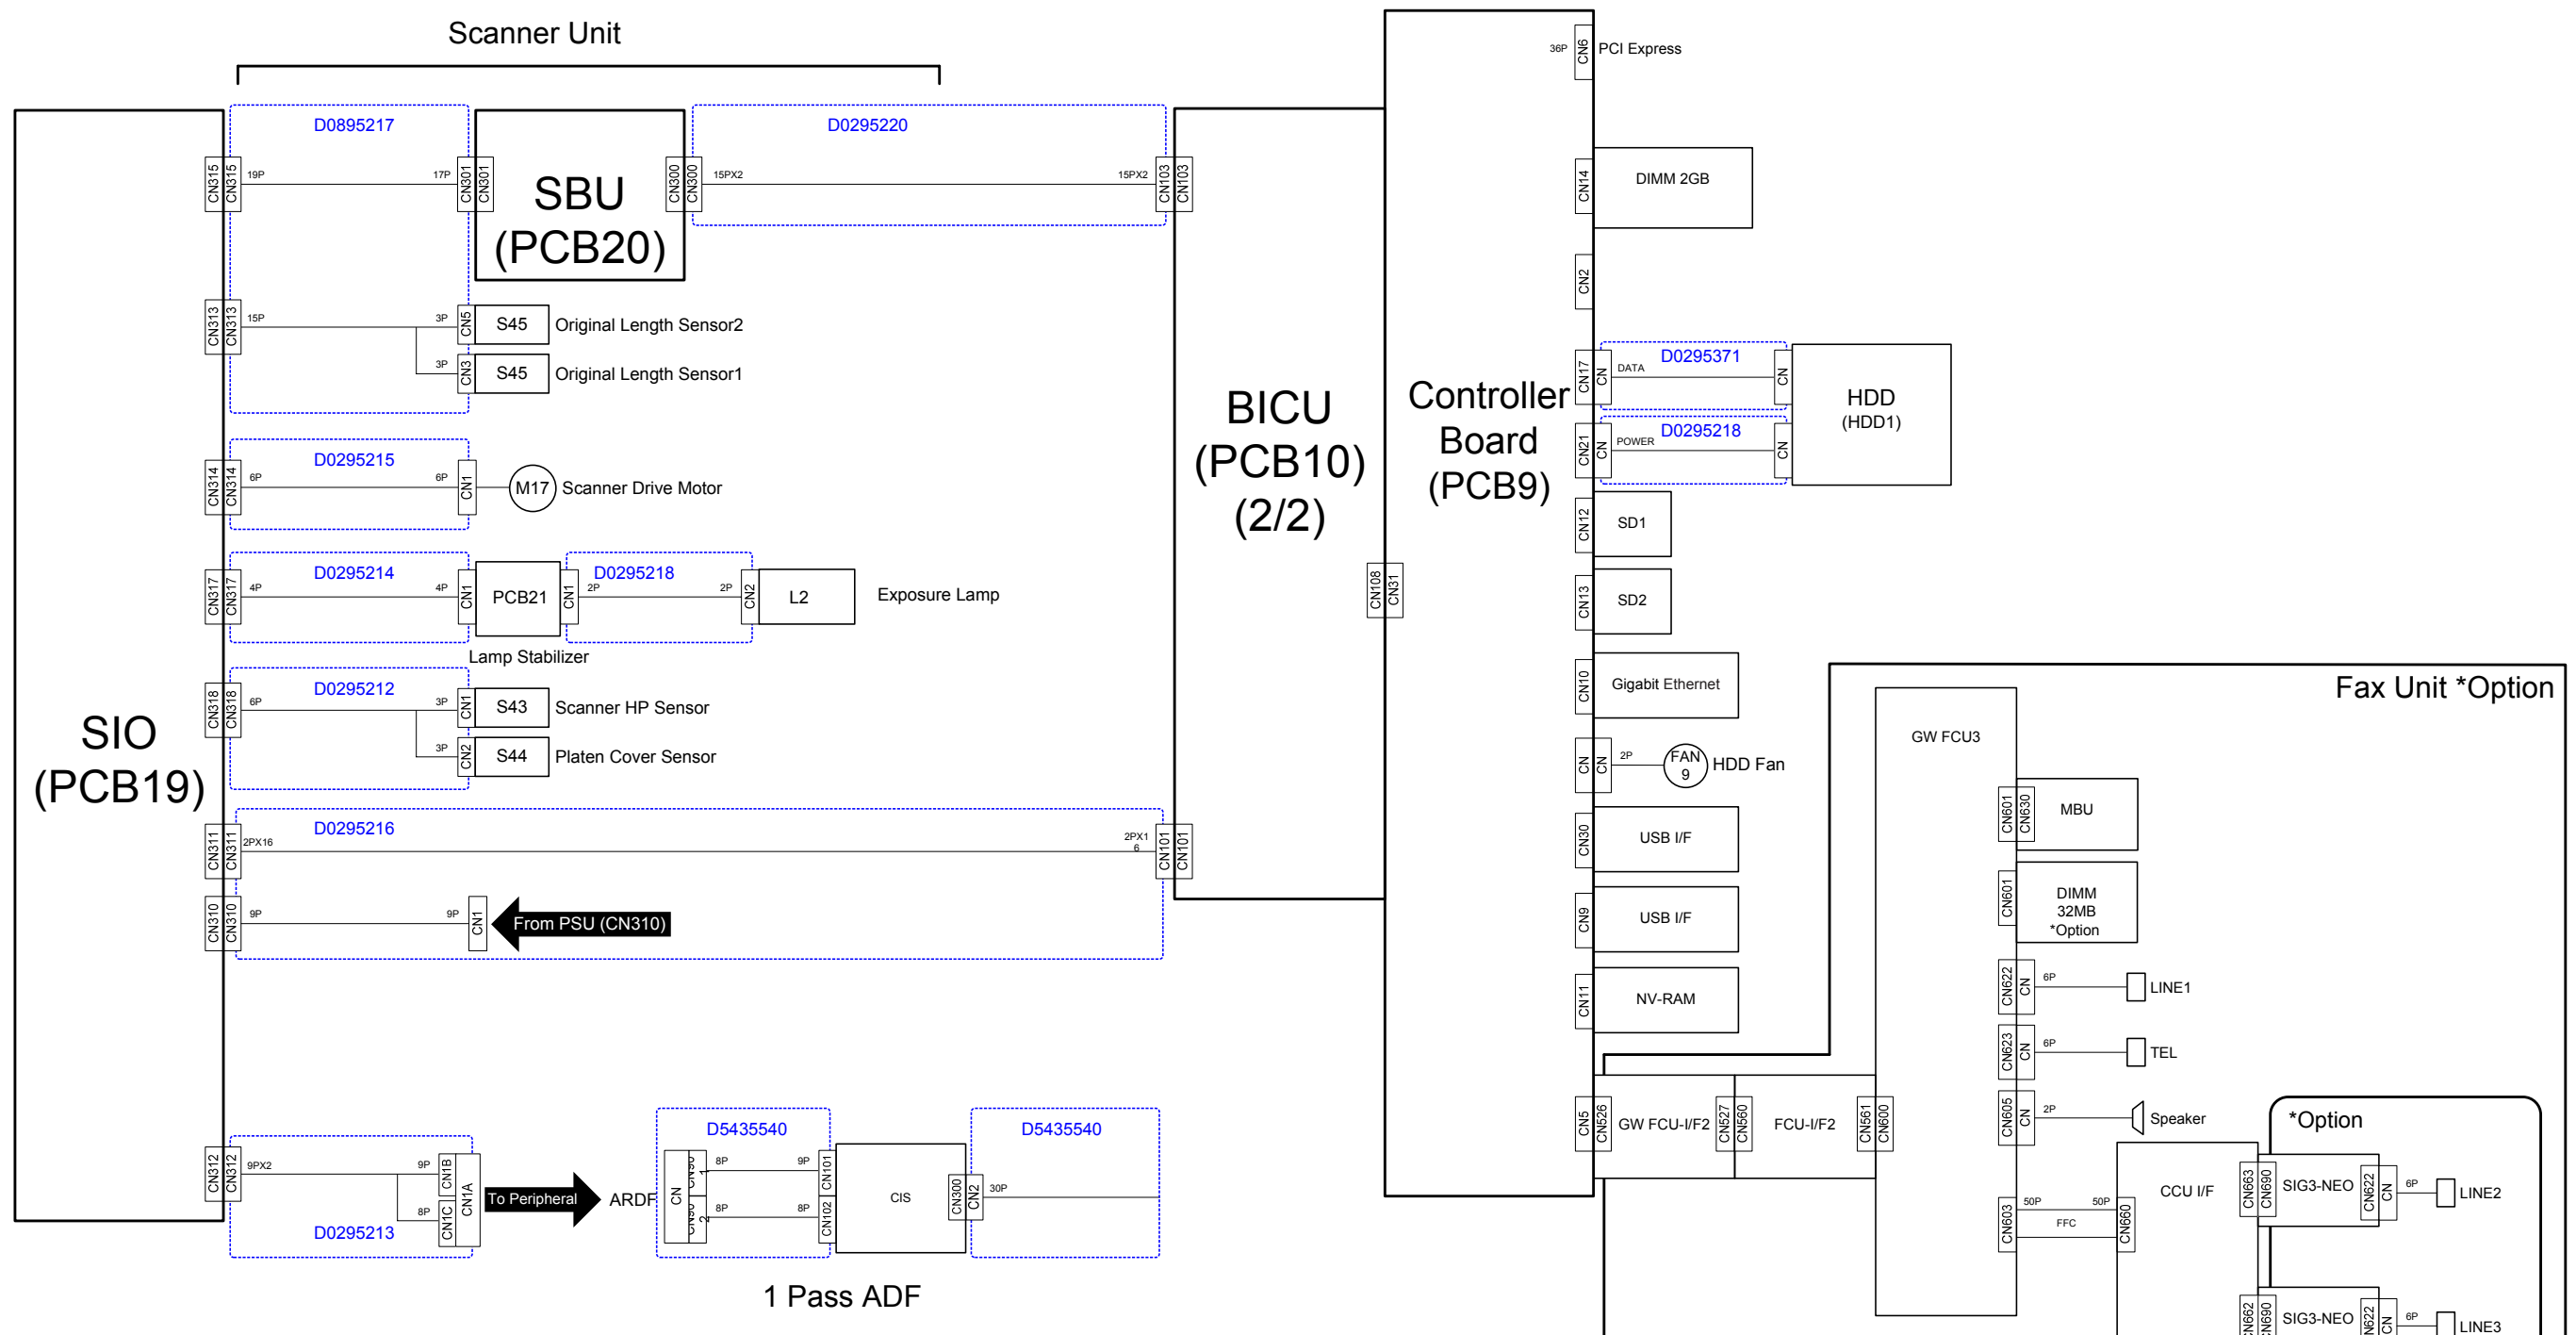 Scanner Unit
D0895217
CN315
CN315
19P
17P
CN301
CN301
SBU
(PCB20)
CN300
CN300
D0295220
15PX2
15PX2
CN103
CN103
CN313
CN313
15P
3P
CN5
S45
Original Length Sensor2
3P
CN3
S45
Original Length Sensor1
D0295215
CN314
CN314
6P
6P
CN1
M17
Scanner Drive Motor
D0295214
CN317
CN317
4P
4P
CN1
PCB21
CN1
Lamp Stabilizer
D0295218
2P
2P
CN2
L2
Exposure Lamp
D0295212
CN318
CN318
6P
3P
CN1
S43
Scanner HP Sensor
3P
CN2
S44
Platen Cover Sensor
SIO
(PCB19)
D0295216
CN311
CN311
2PX16
2PX1
6
CN101
CN101
CN310
CN310
9P
9P
CN1
From PSU (CN310)
CN312
CN312
9PX2
9P
CN1B
8P
CN1C
CN1A
D0295213
To Peripheral
ARDF
D5435540
CN
8P
9P
CN101
8P
8P
CN102
CIS
CN300
CN2
D5435540
30P
1 Pass ADF
BICU
(PCB10)
(2/2)
CN108
CN31
Controller
Board
(PCB9)
36P
CN6
PCI Express
CN14
DIMM 2GB
CN2
CN17
CN
DATA
D0295371
CN
CN21
CN
POWER
D0295218
CN
HDD
(HDD1)
CN12
SD1
CN13
SD2
CN10
Gigabit Ethernet
CN
CN
2P
FAN
9
HDD Fan
CN30
USB I/F
CN9
USB I/F
CN11
NV-RAM
CN5
CN526
GW FCU-I/F2
CN527
CN560
FCU-I/F2
CN561
CN600
Fax Unit *Option
GW FCU3
CN601
CN630
MBU
CN601
DIMM
32MB
*Option
CN622
CN
6P
LINE1
CN623
CN
6P
TEL
CN605
CN
2P
Speaker
CN603
50P
50P
FFC
CN660
CCU I/F
*Option
CN663
CN690
SIG3-NEO
CN622
CN
6P
LINE2
SIG3-NEO
CN
6P
LINE3